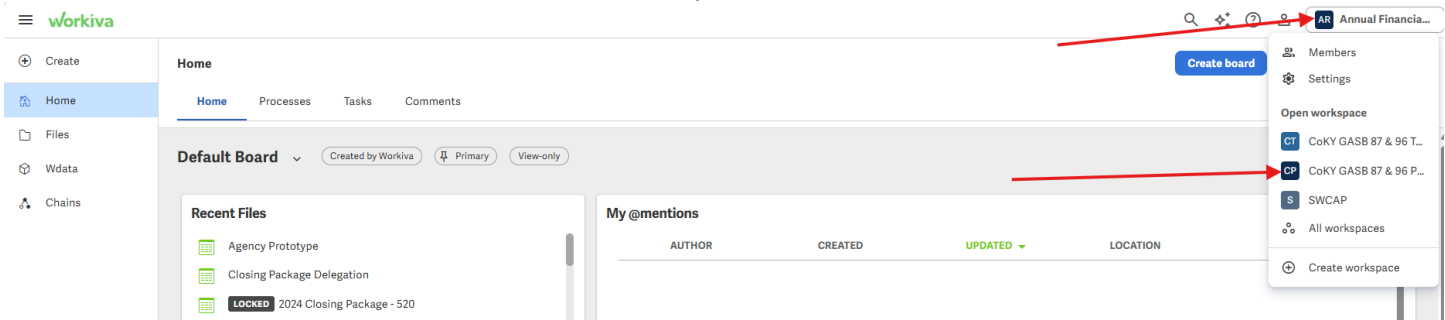 workiva
AR Annual Financia...
Create
Home
Files
Wdata
Chains
Home
Create board
Home Processes Tasks Comments
Default Board Created by Workiva Primary View-only
Recent Files
Agency Prototype
Closing Package Delegation
LOCKED 2024 Closing Package - 520
My @mentions
AUTHOR CREATED UPDATED LOCATION
Members
Settings
Open workspace
CT CoKY GASB 87 & 96 T...
CP CoKY GASB 87 & 96 P...
S SWCAP
All workspaces
Create workspace